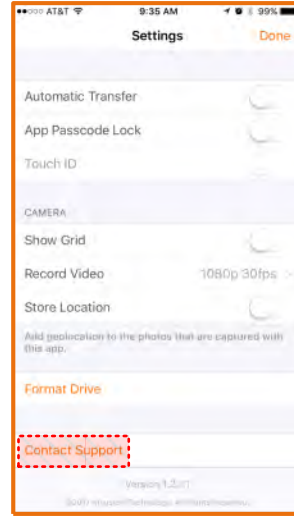 AT&T 9:35 AM 99%
Settings Done
Automatic Transfer
App Passcode Lock
Touch ID
CAMERA
Show Grid
Record Video 1080p 30fps >
Store Location
Add geolocation to the photos that are captured with
this app.
Format Drive
Contact Support
Version